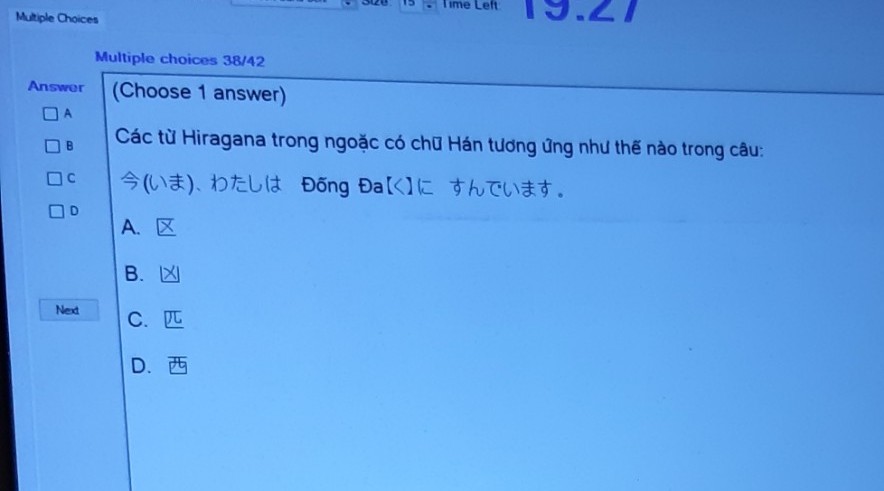 Size 15 Time Left 19:27
Multiple Choices
Multiple choices 38/42
Answer
(Choose 1 answer)
A
B
C
D
Các từ Hiragana trong ngoặc có chữ Hán tương ứng như thế nào trong câu:
今(いま)、わたしは Đống Đa【く】に すんでいます。
A. 区
B. 凶
C. 匹
D. 西
Next